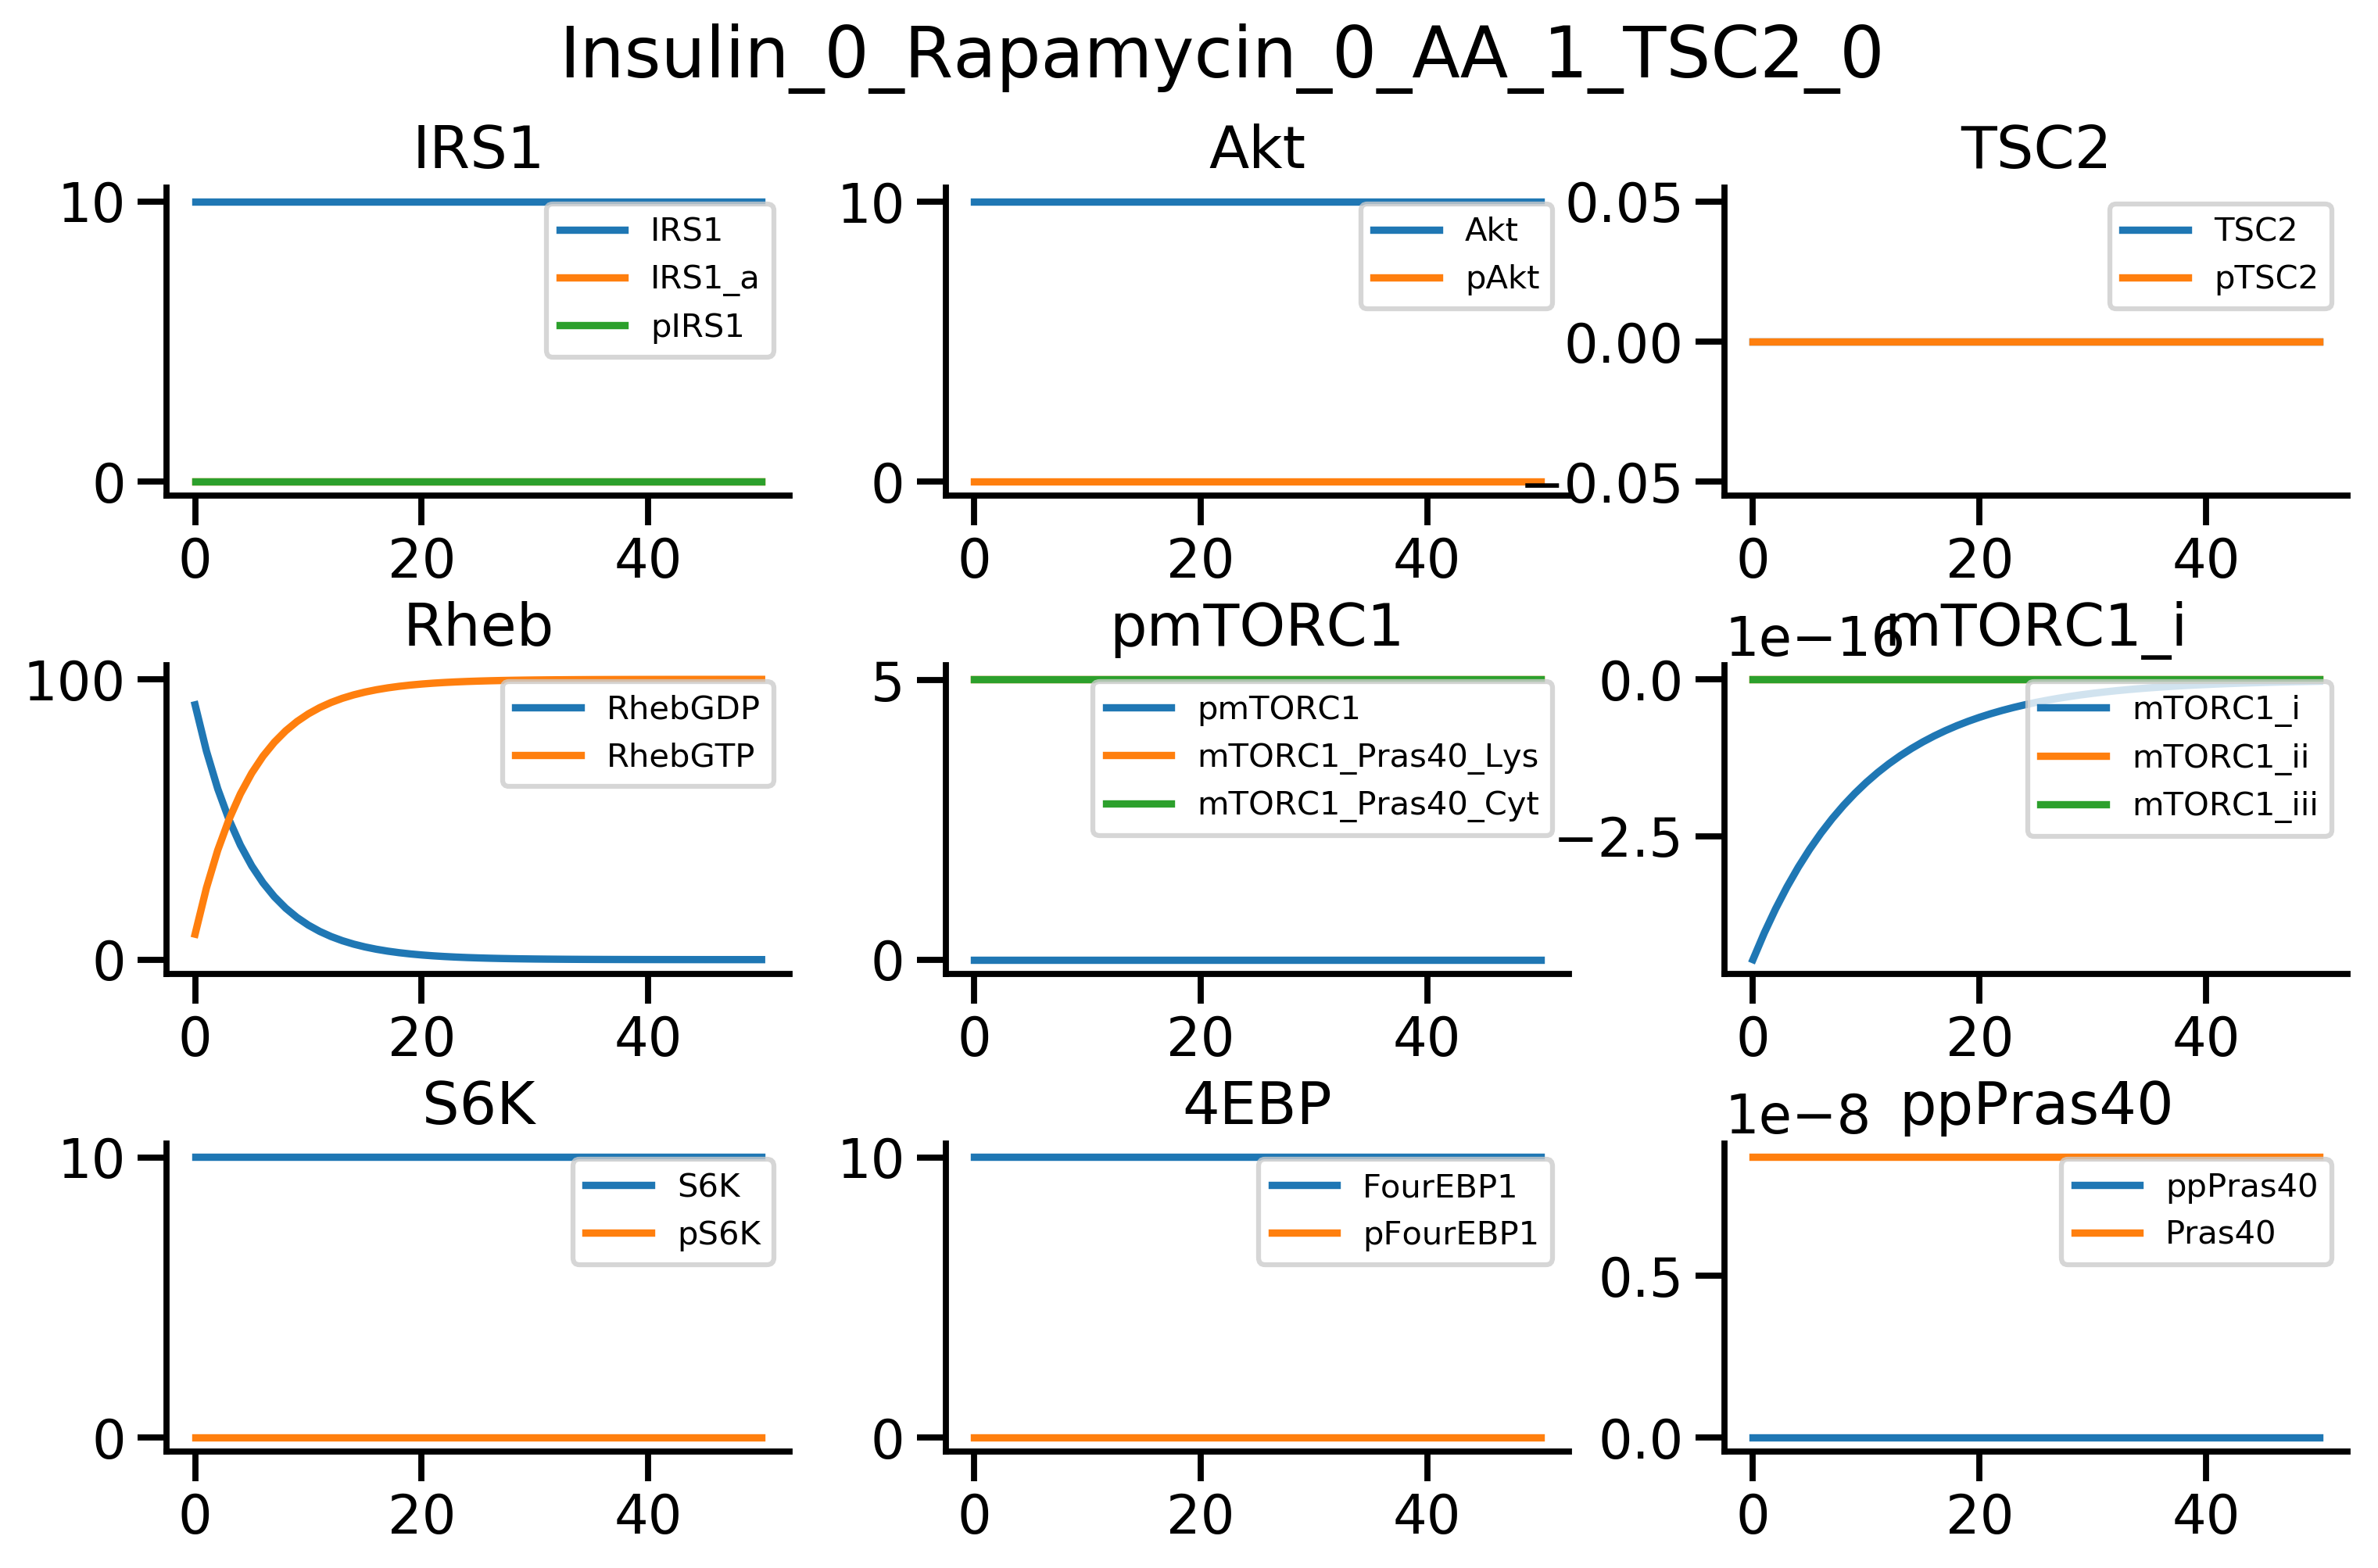 Insulin_0_Rapamycin_0_AA_1_TSC2_0
IRS1
10
0
0 20 40
IRS1
IRS1_a
pIRS1
Akt
10
0
0 20 40
Akt
pAkt
TSC2
0.05
0.00
−0.05
0 20 40
TSC2
pTSC2
Rheb
100
0
0 20 40
RhebGDP
RhebGTP
pmTORC1
5
0
0 20 40
pmTORC1
mTORC1_Pras40_Lys
mTORC1_Pras40_Cyt
1e−16
mTORC1_i
0.0
−2.5
0 20 40
mTORC1_i
mTORC1_ii
mTORC1_iii
S6K
10
0
0 20 40
S6K
pS6K
4EBP
10
0
0 20 40
FourEBP1
pFourEBP1
1e−8
ppPras40
0.5
0.0
0 20 40
ppPras40
Pras40